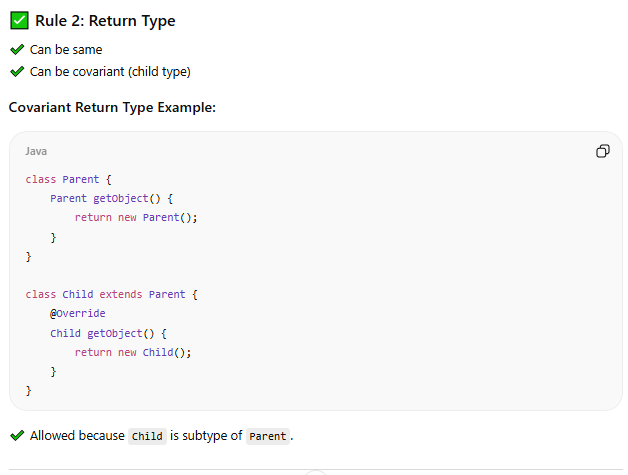 ✅ Rule 2: Return Type
✔ Can be same
✔ Can be covariant (child type)
Covariant Return Type Example:
Java
class Parent {
    Parent getObject() {
        return new Parent();
    }
}

class Child extends Parent {
    @Override
    Child getObject() {
        return new Child();
    }
}
✔ Allowed because Child is subtype of Parent.